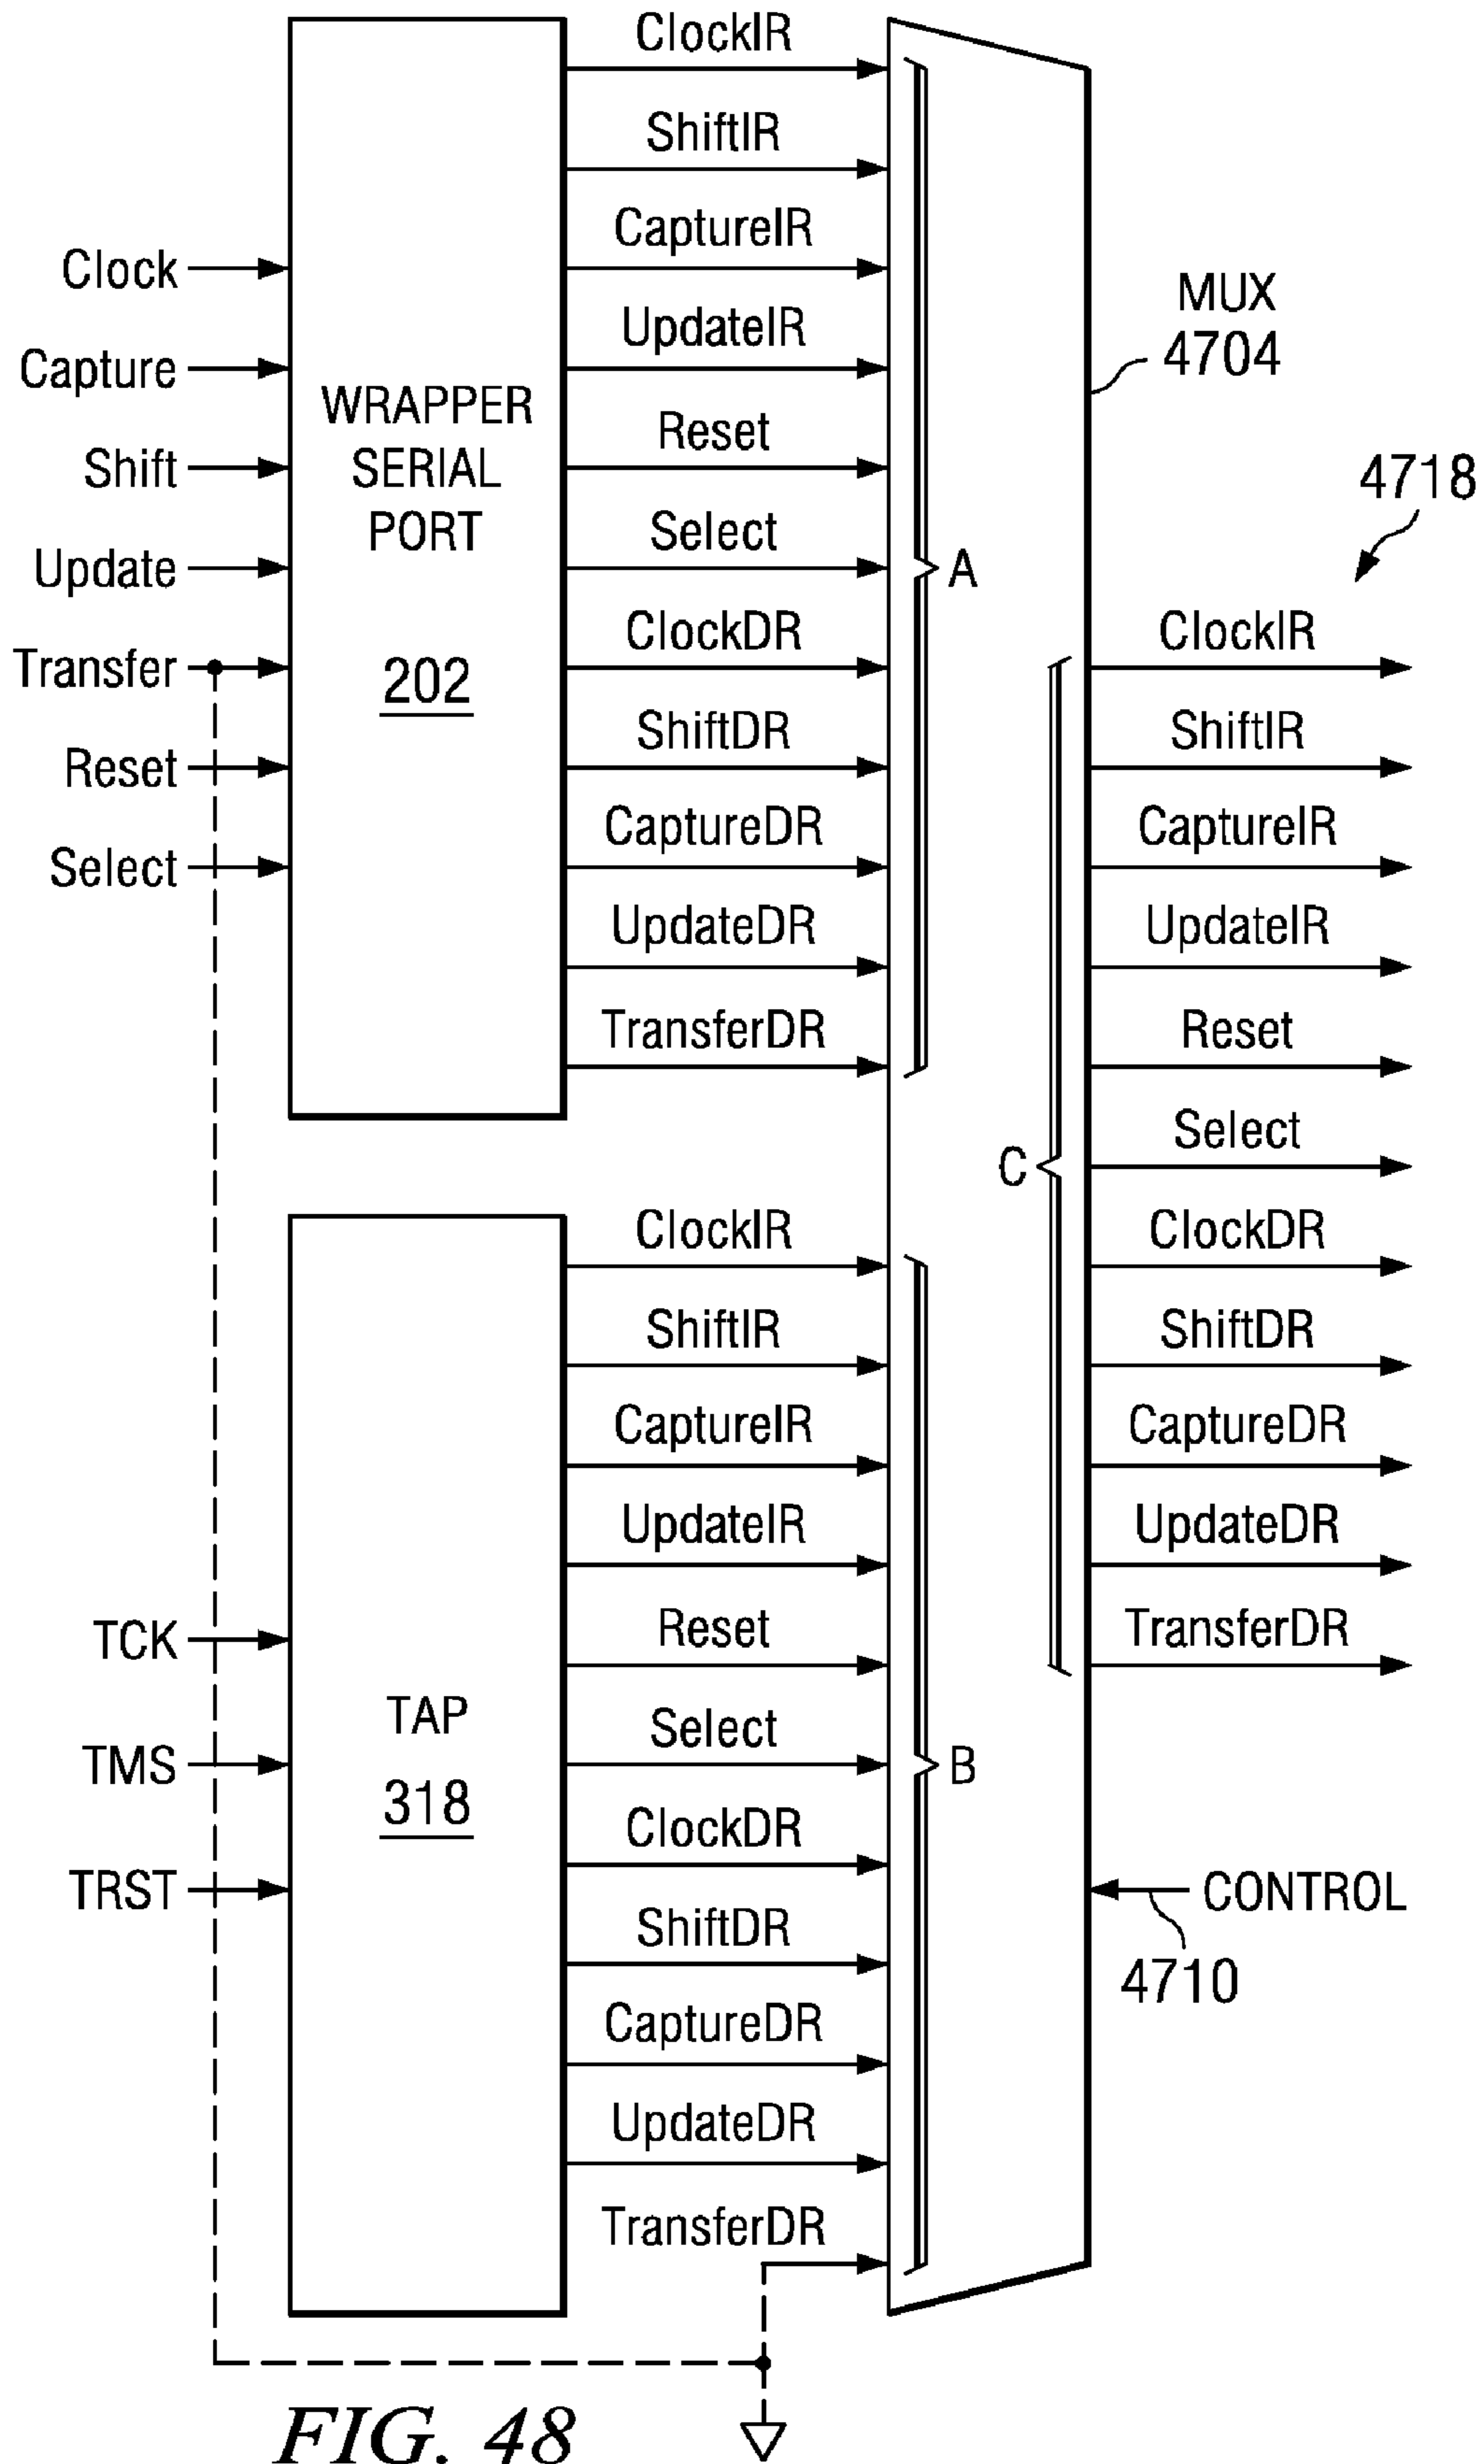 Clock
Capture
Shift
Update
Transfer
Reset
Select
WRAPPER
SERIAL
PORT
202
ClockIR
ShiftIR
CaptureIR
UpdateIR
Reset
Select
ClockDR
ShiftDR
CaptureDR
UpdateDR
TransferDR
A
MUX
4704
4718
C
ClockIR
ShiftIR
CaptureIR
UpdateIR
Reset
Select
ClockDR
ShiftDR
CaptureDR
UpdateDR
TransferDR
TCK
TMS
TRST
TAP
318
ClockIR
ShiftIR
CaptureIR
UpdateIR
Reset
Select
ClockDR
ShiftDR
CaptureDR
UpdateDR
TransferDR
B
CONTROL
4710
FIG. 48